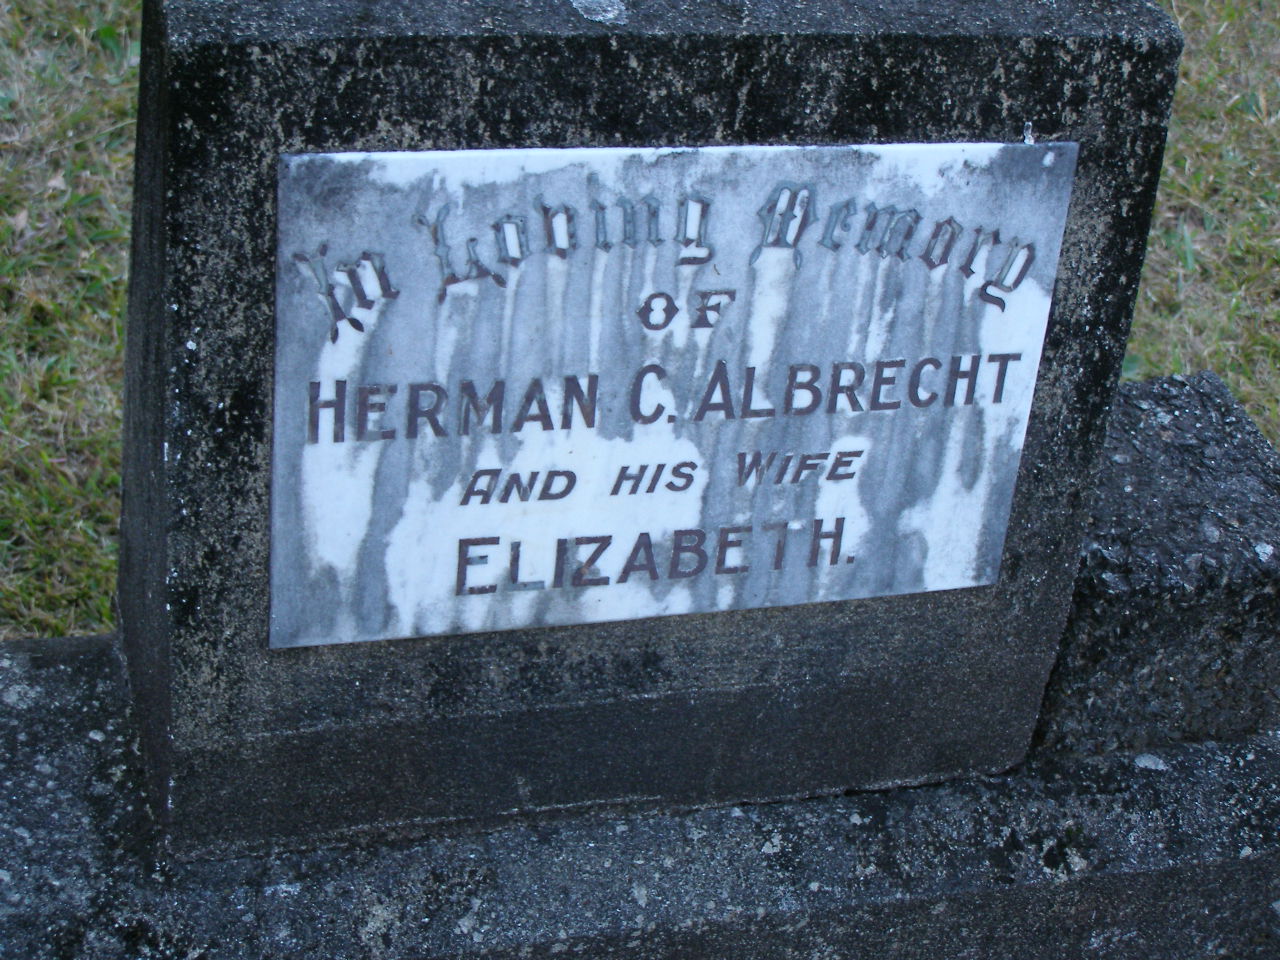 In Loving Memory
OF
HERMAN C. ALBRECHT
AND HIS WIFE
ELIZABETH.